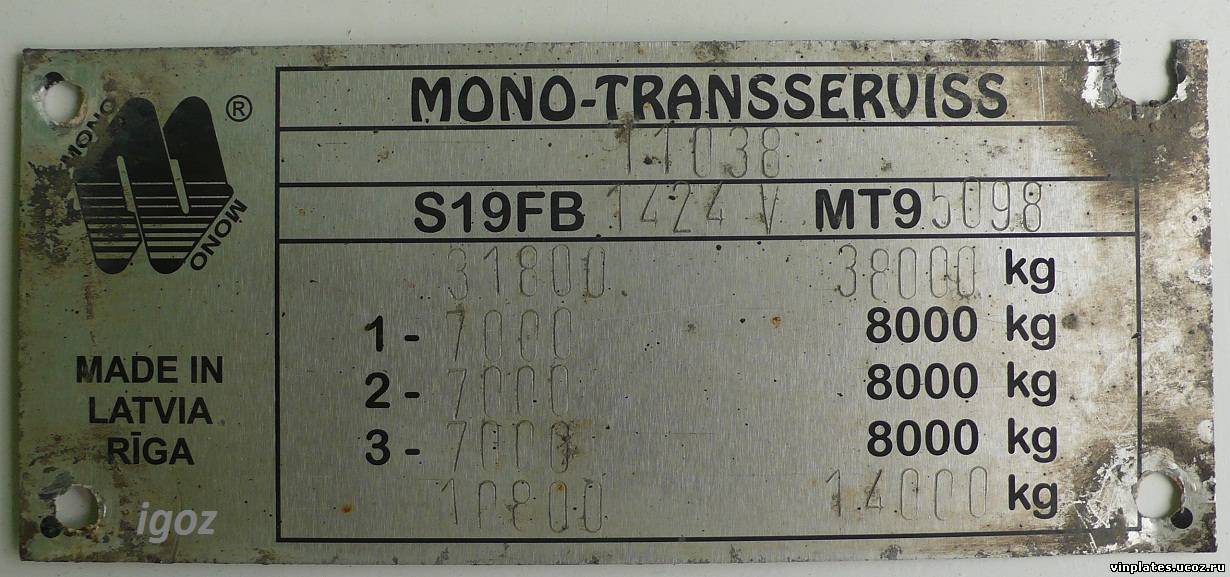 MONO
MONO
®
MADE IN
LATVIA
RĪGA
MONO-TRANSSERVISS
11038
S19FB 1424 V MT95098
31800 38000 kg
1- 7000 8000 kg
2- 7000 8000 kg
3- 7000 8000 kg
10800 14000 kg
igoz
vinplates.ucoz.ru